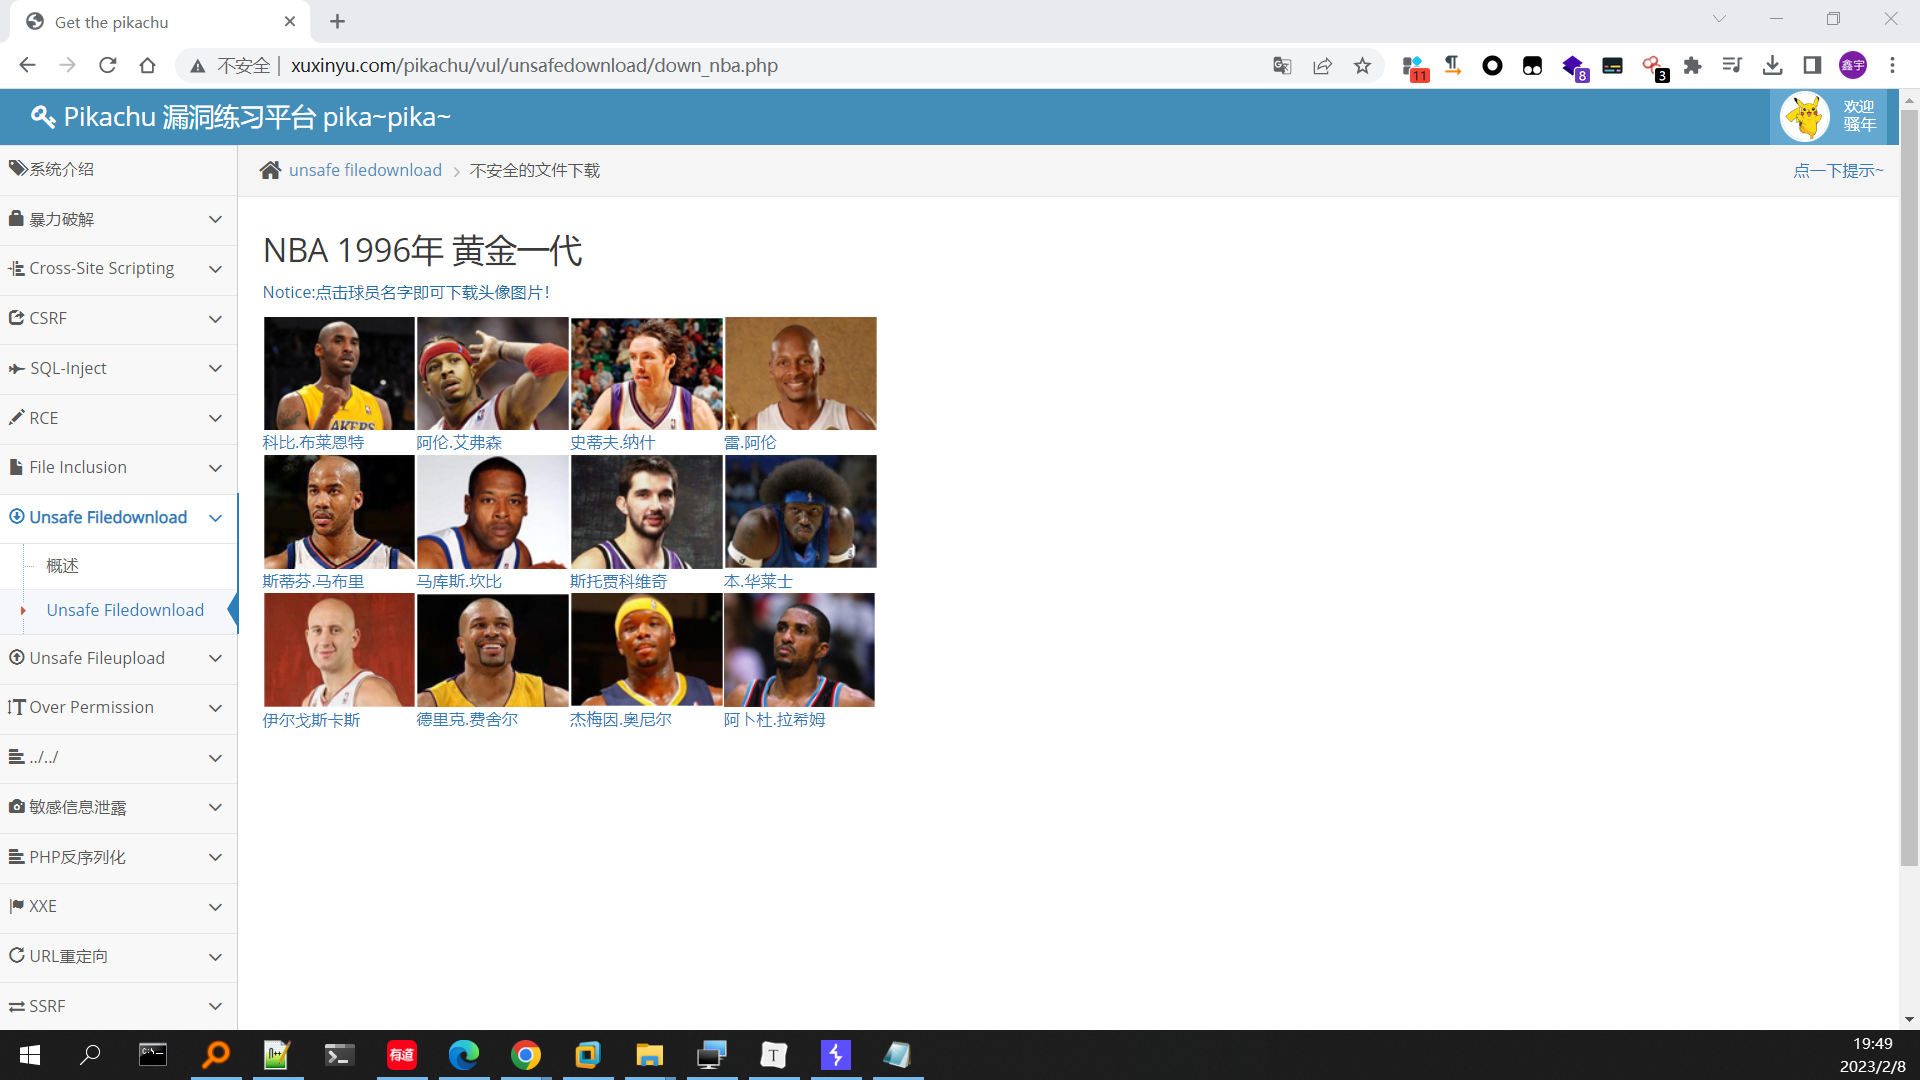 Get the pikachu
不安全
xuxinyu.com/pikachu/vul/unsafedownload/down_nba.php
11
8
3
鑫宇
Pikachu 漏洞练习平台 pika~pika~
欢迎
骚年
系统介绍
暴力破解
Cross-Site Scripting
CSRF
SQL-Inject
RCE
File Inclusion
Unsafe Filedownload
概述
Unsafe Filedownload
Unsafe Fileupload
Over Permission
../../
敏感信息泄露
PHP反序列化
XXE
URL重定向
SSRF
unsafe filedownload
不安全的文件下载
点一下提示~
NBA 1996年 黄金一代
Notice:点击球员名字即可下载头像图片!
科比.布莱恩特 阿伦.艾弗森 史蒂夫.纳什 雷.阿伦
斯蒂芬.马布里 马库斯.坎比 斯托贾科维奇 本.华莱士
伊尔戈斯卡斯 德里克.费舍尔 杰梅因.奥尼尔 阿卜杜.拉希姆
有道
T
19:49
2023/2/8